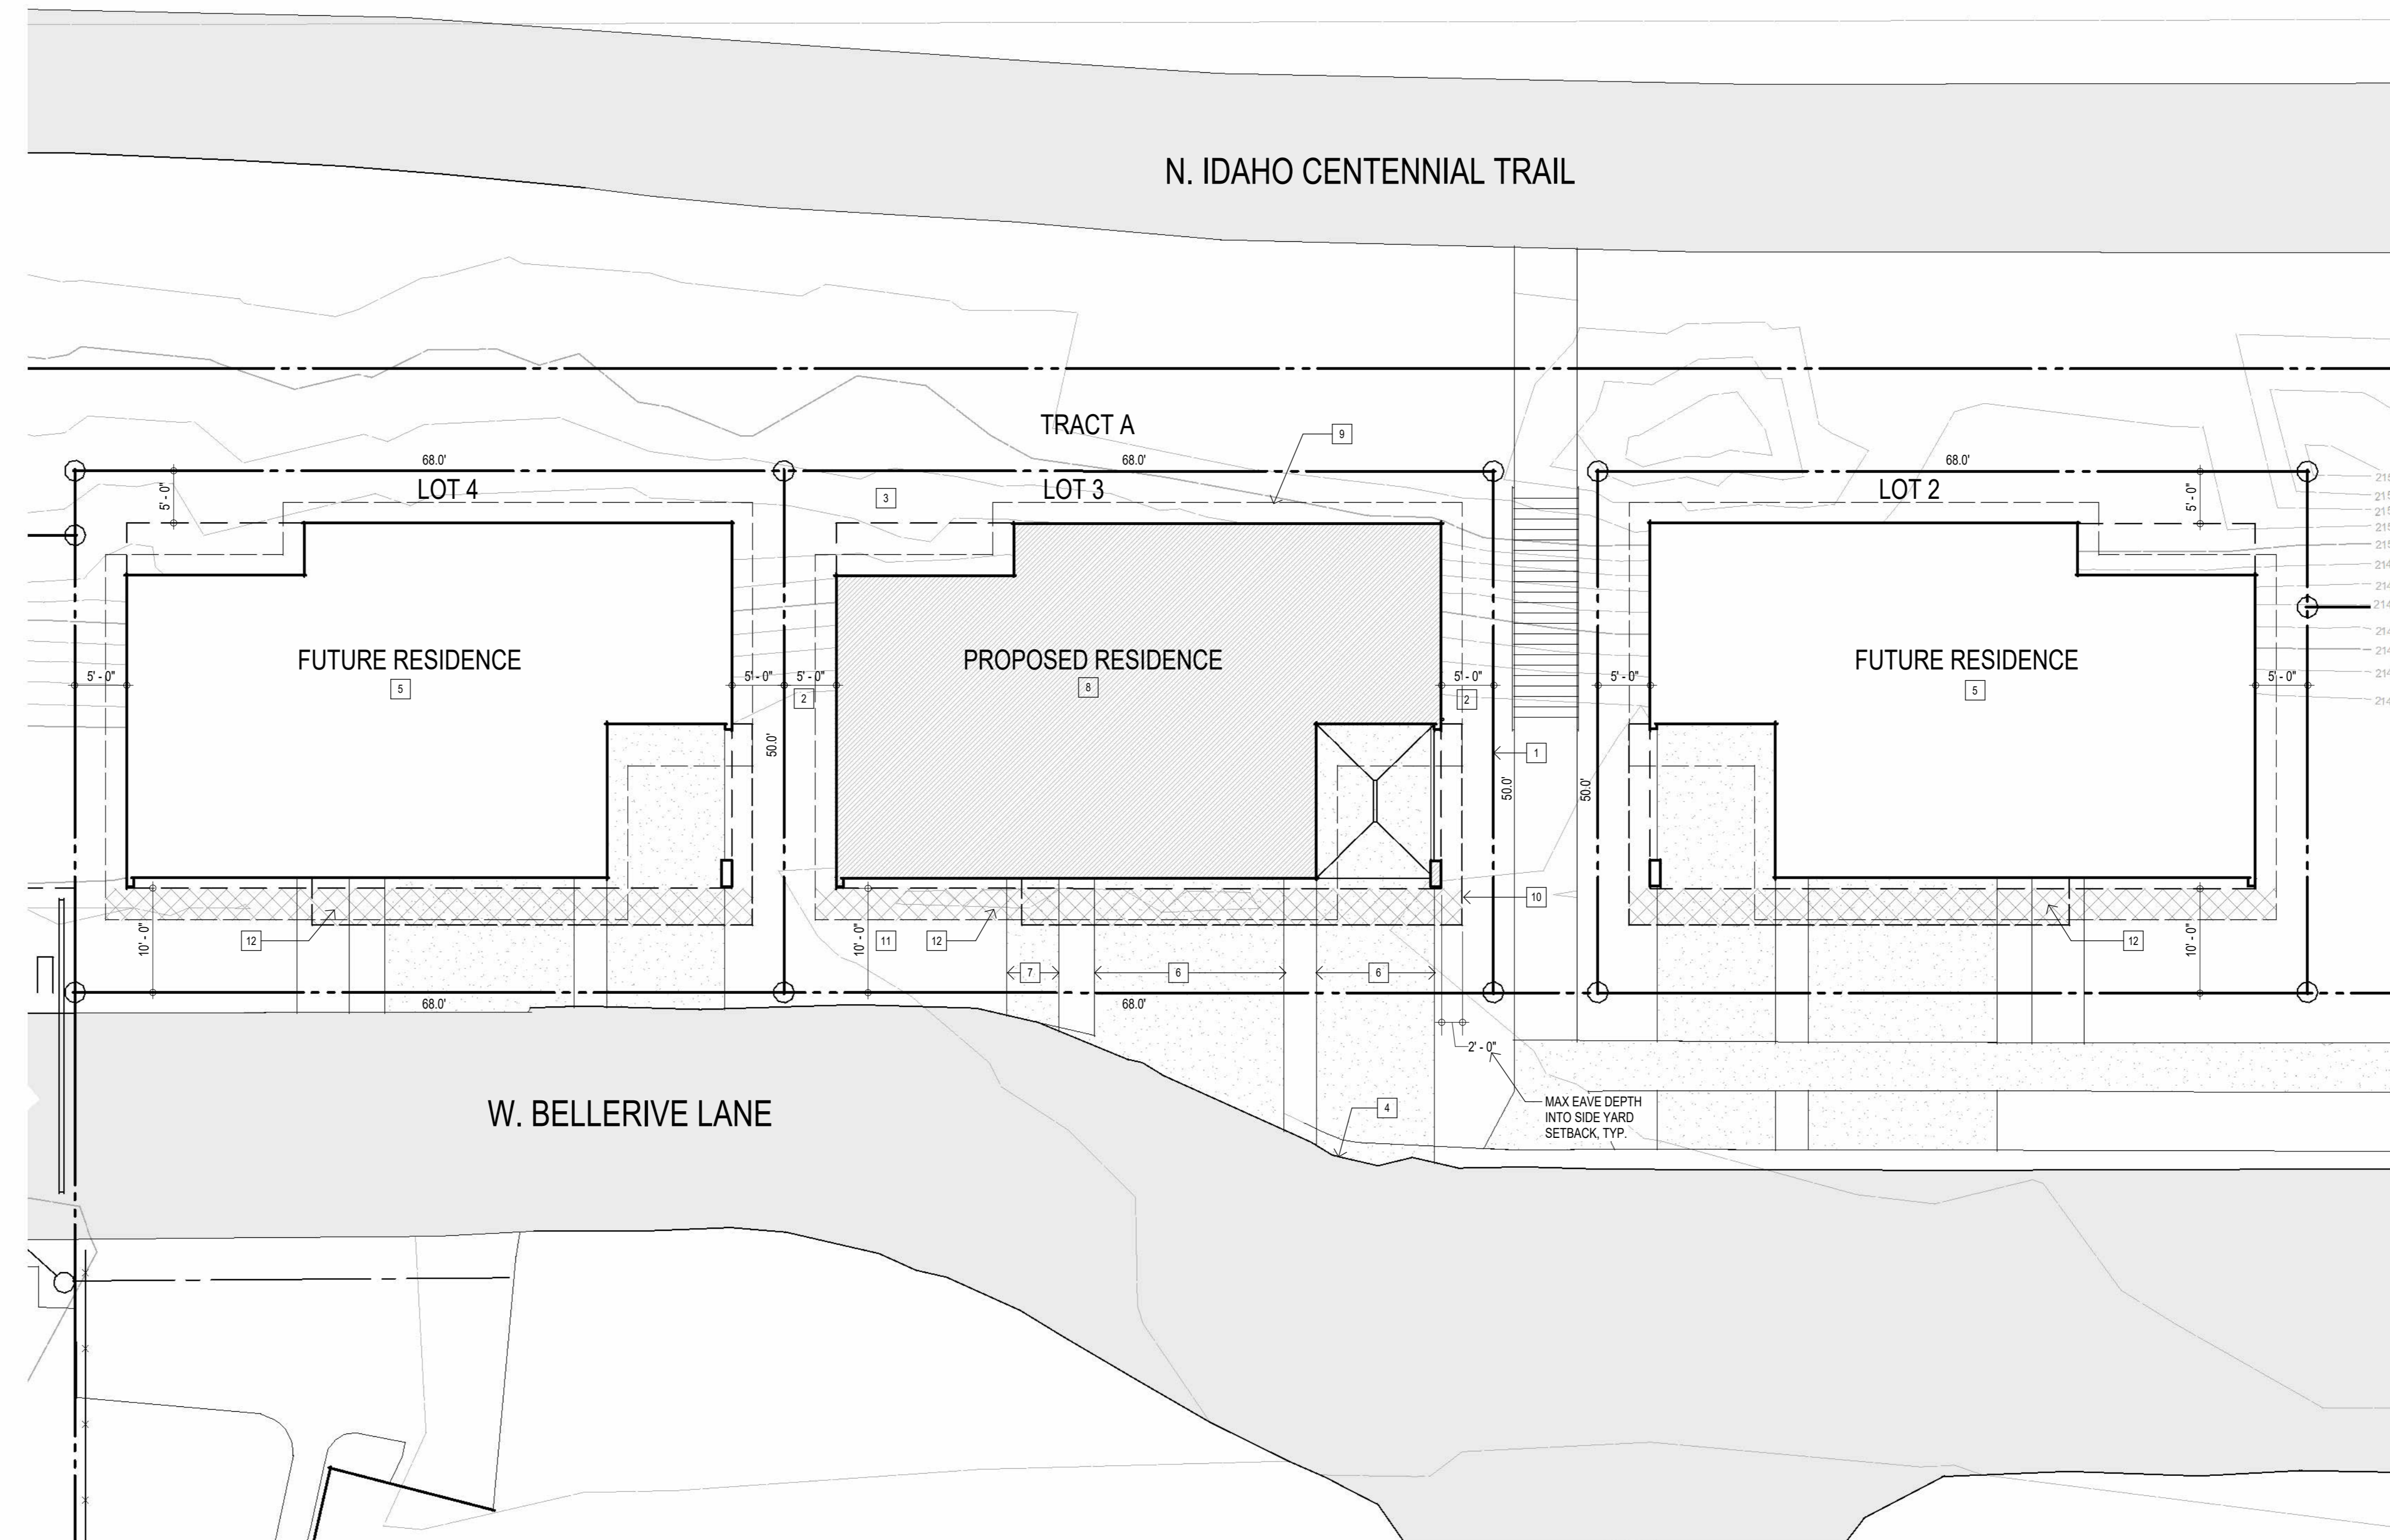 N. IDAHO CENTENNIAL TRAIL
TRACT A
9
68.0'
68.0'
68.0'
LOT 4
LOT 3
LOT 2
5' - 0"
3
5' - 0"
FUTURE RESIDENCE
5
PROPOSED RESIDENCE
8
FUTURE RESIDENCE
5
5' - 0"
5' - 0"
5' - 0"
2
5' - 0"
2
5' - 0"
5' - 0"
50.0'
1
50.0'
50.0'
10
10' - 0"
12
10' - 0"
11
12
12
10' - 0"
7
6
6
68.0'
68.0'
2' - 0"
MAX EAVE DEPTH
INTO SIDE YARD
SETBACK, TYP.
4
W. BELLERIVE LANE